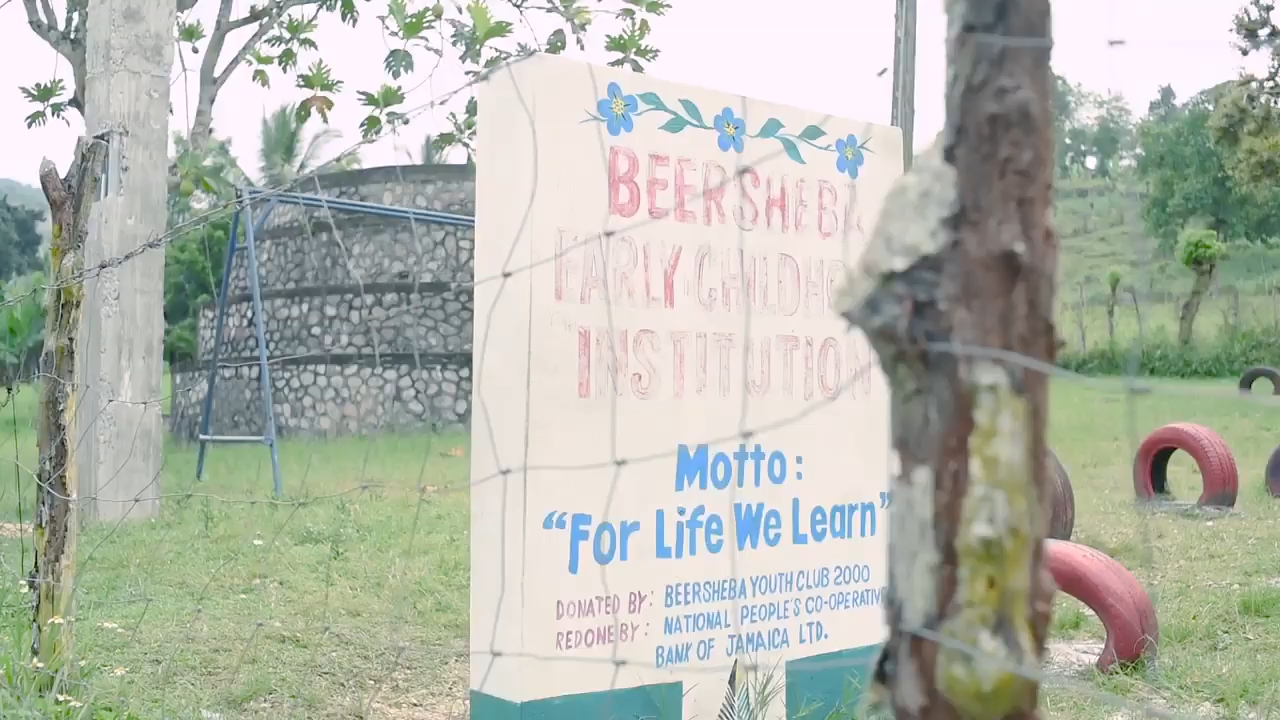 BEERSHEBA
EARLY CHILDHO
INSTITUTION
Motto:
"For Life We Learn"
DONATED BY: BEERSHEBA YOUTH CLUB 2000
REDONE BY: NATIONAL PEOPLE'S CO-OPERATIVE
BANK OF JAMAICA LTD.